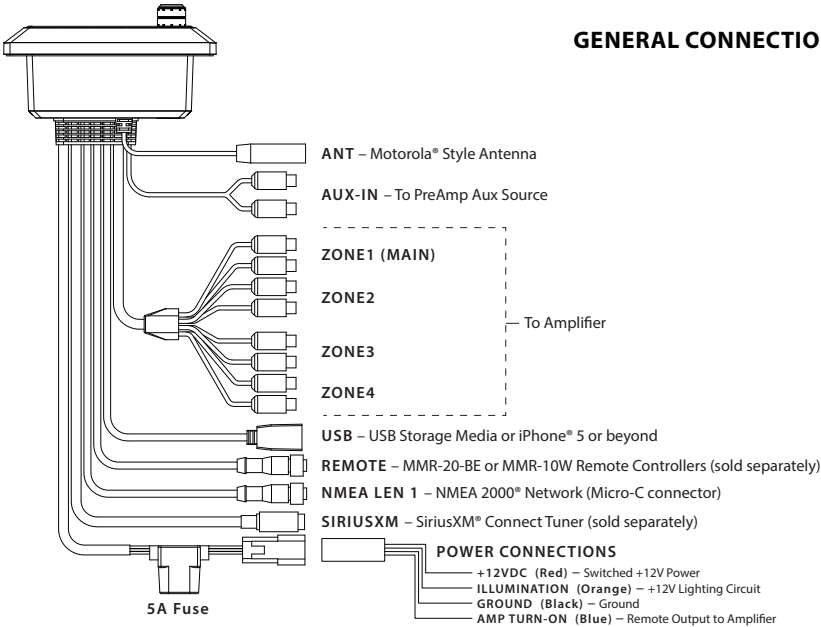 GENERAL CONNECTIO
ANT – Motorola® Style Antenna
AUX-IN – To PreAmp Aux Source
ZONE1 (MAIN)
ZONE2
To Amplifier
ZONE3
ZONE4
USB – USB Storage Media or iPhone® 5 or beyond
REMOTE – MMR-20-BE or MMR-10W Remote Controllers (sold separately)
NMEA LEN 1 – NMEA 2000® Network (Micro-C connector)
SIRIUSXM – SiriusXM® Connect Tuner (sold separately)
POWER CONNECTIONS
+12VDC (Red) – Switched +12V Power
ILLUMINATION (Orange) – +12V Lighting Circuit
GROUND (Black) – Ground
AMP TURN-ON (Blue) – Remote Output to Amplifier
5A Fuse